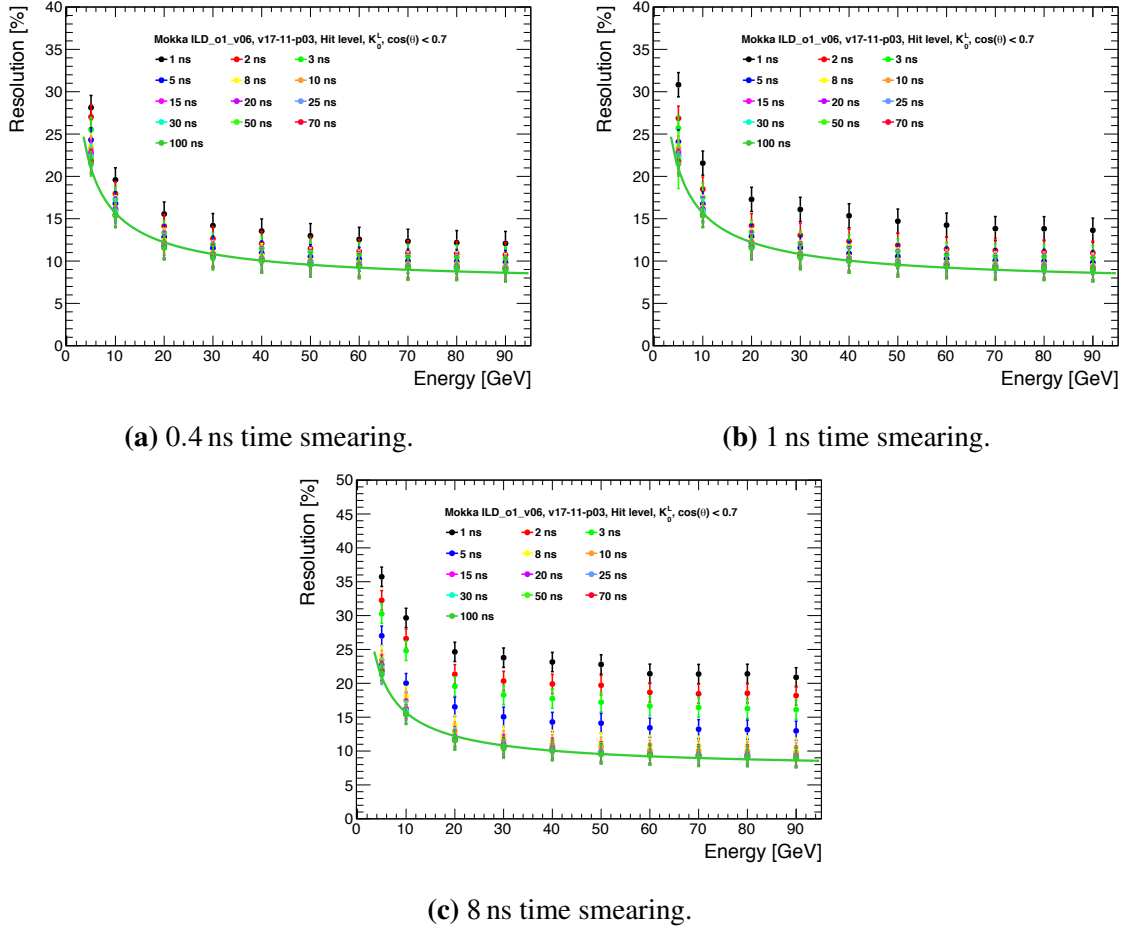 Resolution [%]
40
35
30
25
20
15
10
5
0
Mokka ILD_o1_v06, v17-11-p03, Hit level, K_0^L, cos(θ) < 0.7
1 ns 2 ns 3 ns
5 ns 8 ns 10 ns
15 ns 20 ns 25 ns
30 ns 50 ns 70 ns
100 ns
0 10 20 30 40 50 60 70 80 90
Energy [GeV]
(a) 0.4 ns time smearing.
Resolution [%]
40
35
30
25
20
15
10
5
0
Mokka ILD_o1_v06, v17-11-p03, Hit level, K_0^L, cos(θ) < 0.7
1 ns 2 ns 3 ns
5 ns 8 ns 10 ns
15 ns 20 ns 25 ns
30 ns 50 ns 70 ns
100 ns
0 10 20 30 40 50 60 70 80 90
Energy [GeV]
(b) 1 ns time smearing.
Resolution [%]
50
45
40
35
30
25
20
15
10
5
0
Mokka ILD_o1_v06, v17-11-p03, Hit level, K_0^L, cos(θ) < 0.7
1 ns 2 ns 3 ns
5 ns 8 ns 10 ns
15 ns 20 ns 25 ns
30 ns 50 ns 70 ns
100 ns
0 10 20 30 40 50 60 70 80 90
Energy [GeV]
(c) 8 ns time smearing.